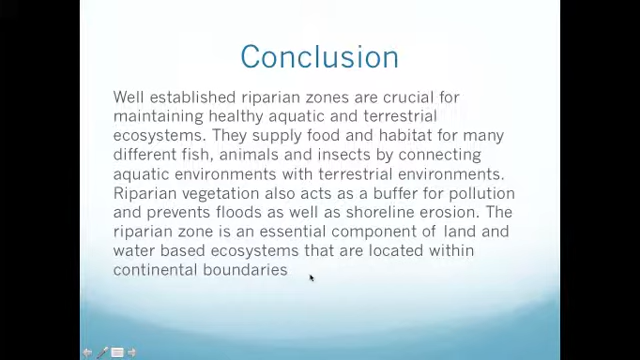 Conclusion
Well established riparian zones are crucial for
maintaining healthy aquatic and terrestrial
ecosystems. They supply food and habitat for many
different fish, animals and insects by connecting
aquatic environments with terrestrial environments.
Riparian vegetation also acts as a buffer for pollution
and prevents floods as well as shoreline erosion. The
riparian zone is an essential component of land and
water based ecosystems that are located within
continental boundaries